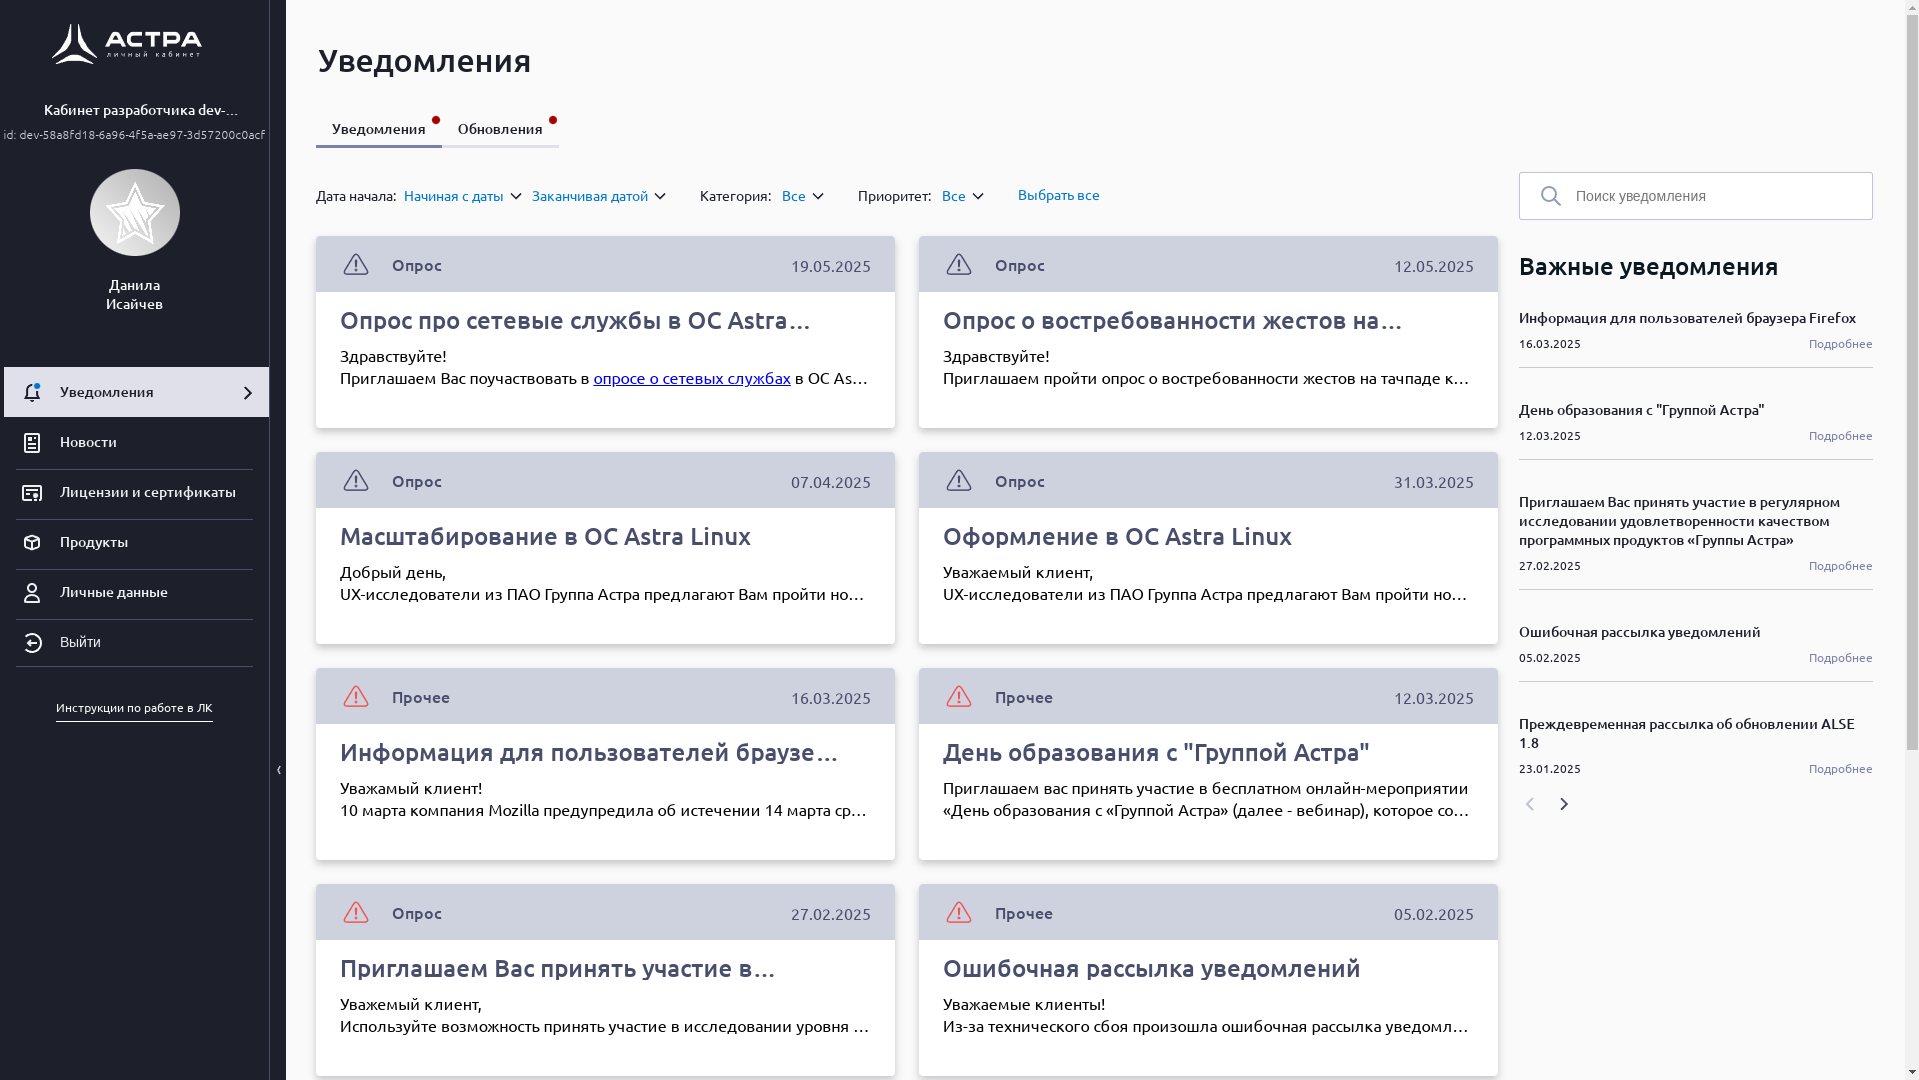 АСТРА
личный кабинет
Кабинет разработчика dev-...
id: dev-58a8fd18-6a96-4f5a-ae97-3d57200c0acf
Данила
Исайчев
Уведомления
Новости
Лицензии и сертификаты
Продукты
Личные данные
Выйти
Инструкции по работе в ЛК
Уведомления
Уведомления Обновления
Дата начала: Начиная с даты Заканчивая датой Категория: Все Приоритет: Все Выбрать все
Опрос 19.05.2025
Опрос про сетевые службы в ОС Astra...
Здравствуйте!
Приглашаем Вас поучаствовать в опросе о сетевых службах в ОС As...
Опрос 12.05.2025
Опрос о востребованности жестов на...
Здравствуйте!
Приглашаем пройти опрос о востребованности жестов на тачпаде к...
Опрос 07.04.2025
Масштабирование в ОС Astra Linux
Добрый день,
UX-исследователи из ПАО Группа Астра предлагают Вам пройти но...
Опрос 31.03.2025
Оформление в ОС Astra Linux
Уважаемый клиент,
UX-исследователи из ПАО Группа Астра предлагают Вам пройти но...
Прочее 16.03.2025
Информация для пользователей браузе...
Уважамый клиент!
10 марта компания Mozilla предупредила об истечении 14 марта ср...
Прочее 12.03.2025
День образования с "Группой Астра"
Приглашаем вас принять участие в бесплатном онлайн-мероприятии
«День образования с «Группой Астра» (далее - вебинар), которое со...
Опрос 27.02.2025
Приглашаем Вас принять участие в...
Уважемый клиент,
Используйте возможность принять участие в исследовании уровня ...
Прочее 05.02.2025
Ошибочная рассылка уведомлений
Уважаемые клиенты!
Из-за технического сбоя произошла ошибочная рассылка уведомл...
Поиск уведомления
Важные уведомления
Информация для пользователей браузера Firefox
16.03.2025 Подробнее
День образования с "Группой Астра"
12.03.2025 Подробнее
Приглашаем Вас принять участие в регулярном
исследовании удовлетворенности качеством
программных продуктов «Группы Астра»
27.02.2025 Подробнее
Ошибочная рассылка уведомлений
05.02.2025 Подробнее
Преждевременная рассылка об обновлении ALSE
1.8
23.01.2025 Подробнее